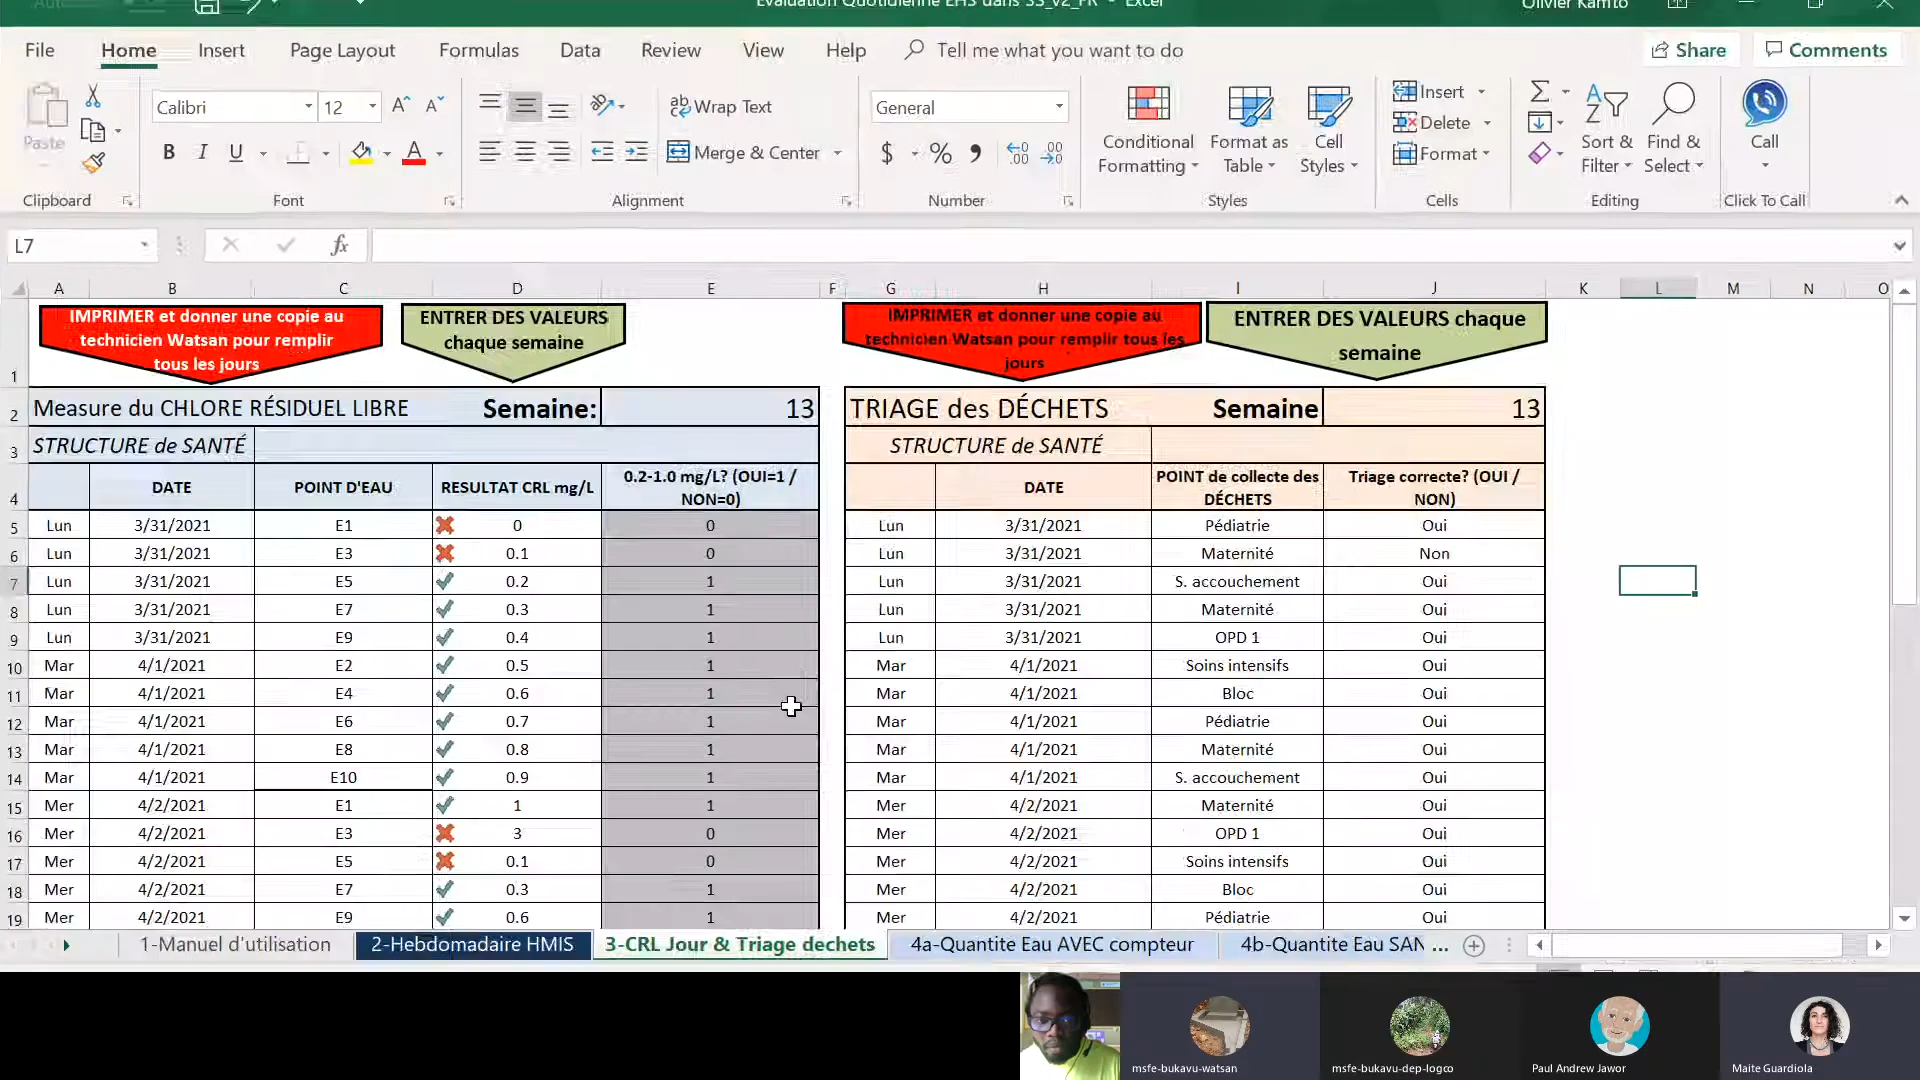 Evaluation Quotidienne EHS dans SS_V2_FR - Excel
Olivier Kamto
File Home Insert Page Layout Formulas Data Review View Help Tell me what you want to do Share Comments
Paste
Calibri 12
Wrap Text
General
B I U
Merge & Center
$ % 9
Conditional Formatting
Format as Table
Cell Styles
Insert
Delete
Format
Sort & Filter
Find & Select
Call
Clipboard Font Alignment Number Styles Cells Editing Click To Call
L7 fx
A B C D E F G H I J K L M N O
1
IMPRIMER et donner une copie au
technicien Watsan pour remplir
tous les jours
ENTRER DES VALEURS
chaque semaine
IMPRIMER et donner une copie au
technicien Watsan pour remplir tous les
jours
ENTRER DES VALEURS chaque
semaine
2 Measure du CHLORE RÉSIDUEL LIBRE Semaine: 13 TRIAGE des DÉCHETS Semaine 13
3 STRUCTURE de SANTÉ STRUCTURE de SANTÉ
4 DATE POINT D'EAU RESULTAT CRL mg/L 0.2-1.0 mg/L? (OUI=1 / NON=0) DATE POINT de collecte des DÉCHETS Triage correcte? (OUI / NON)
5 Lun 3/31/2021 E1 0 0 Lun 3/31/2021 Pédiatrie Oui
6 Lun 3/31/2021 E3 0.1 0 Lun 3/31/2021 Maternité Non
7 Lun 3/31/2021 E5 0.2 1 Lun 3/31/2021 S. accouchement Oui
8 Lun 3/31/2021 E7 0.3 1 Lun 3/31/2021 Maternité Oui
9 Lun 3/31/2021 E9 0.4 1 Lun 3/31/2021 OPD 1 Oui
10 Mar 4/1/2021 E2 0.5 1 Mar 4/1/2021 Soins intensifs Oui
11 Mar 4/1/2021 E4 0.6 1 Mar 4/1/2021 Bloc Oui
12 Mar 4/1/2021 E6 0.7 1 Mar 4/1/2021 Pédiatrie Oui
13 Mar 4/1/2021 E8 0.8 1 Mar 4/1/2021 Maternité Oui
14 Mar 4/1/2021 E10 0.9 1 Mar 4/1/2021 S. accouchement Oui
15 Mer 4/2/2021 E1 1 1 Mer 4/2/2021 Maternité Oui
16 Mer 4/2/2021 E3 3 0 Mer 4/2/2021 OPD 1 Oui
17 Mer 4/2/2021 E5 0.1 0 Mer 4/2/2021 Soins intensifs Oui
18 Mer 4/2/2021 E7 0.3 1 Mer 4/2/2021 Bloc Oui
19 Mer 4/2/2021 E9 0.6 1 Mer 4/2/2021 Pédiatrie Oui
1-Manuel d'utilisation 2-Hebdomadaire HMIS 3-CRL Jour & Triage dechets 4a-Quantite Eau AVEC compteur 4b-Quantite Eau SAN ...
msfe-bukavu-watsan msfe-bukavu-dep-logco Paul Andrew Jawor Maite Guardiola